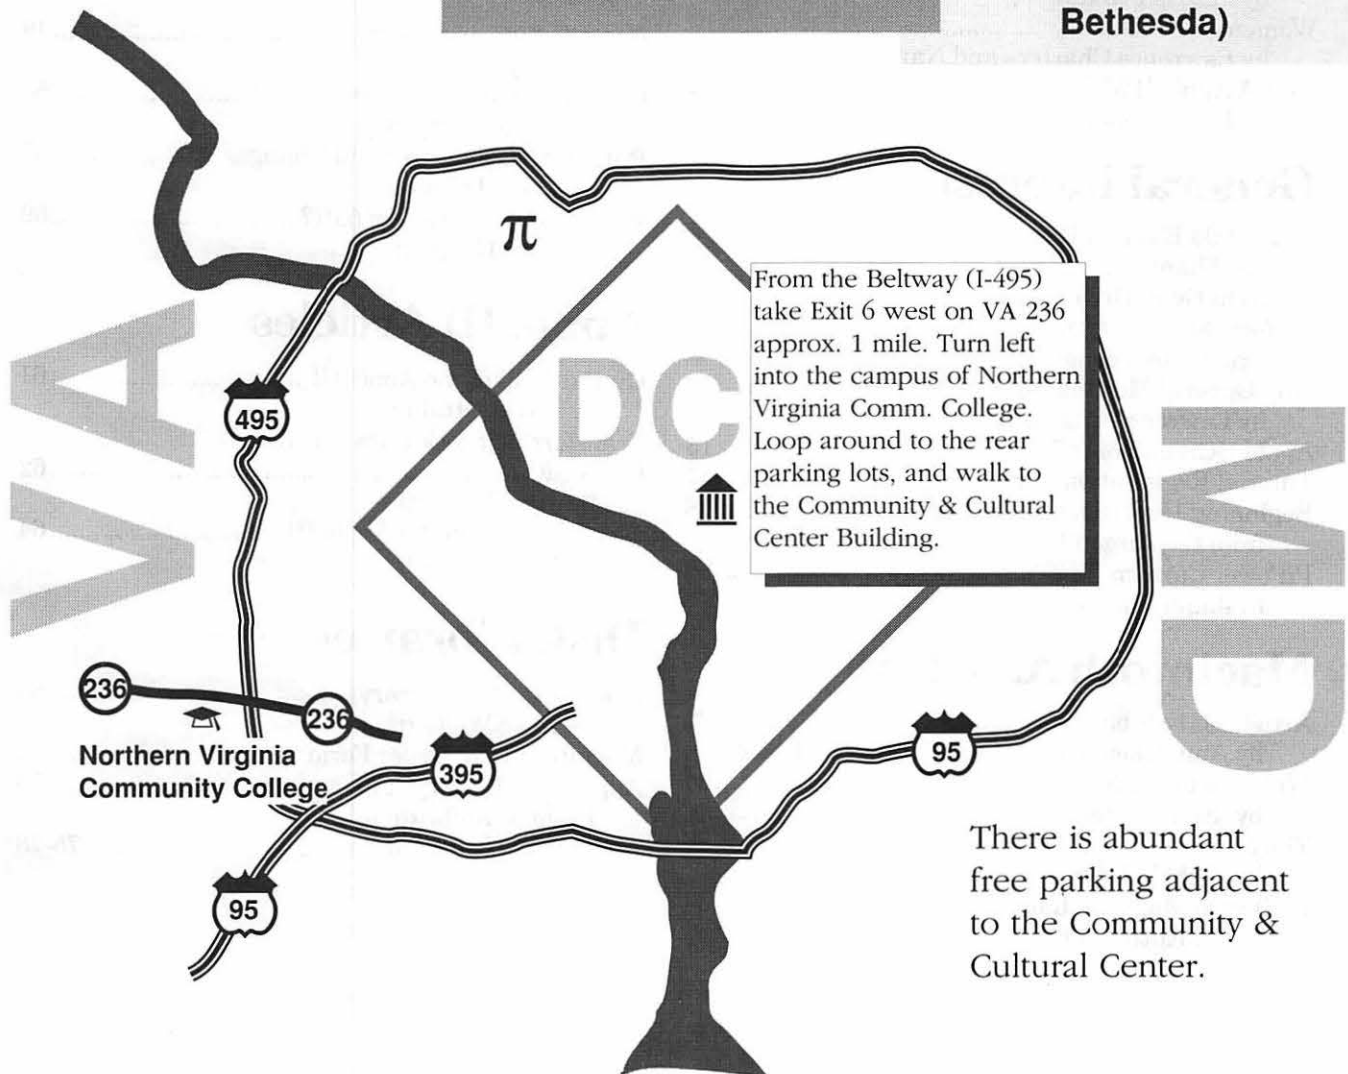 Bethesda)
π
From the Beltway (I-495)
take Exit 6 west on VA 236
approx. 1 mile. Turn left
into the campus of Northern
Virginia Comm. College.
Loop around to the rear
parking lots, and walk to
the Community & Cultural
Center Building.
VA
DC
MD
495
236
236
Northern Virginia
Community College
395
95
95
There is abundant
free parking adjacent
to the Community &
Cultural Center.